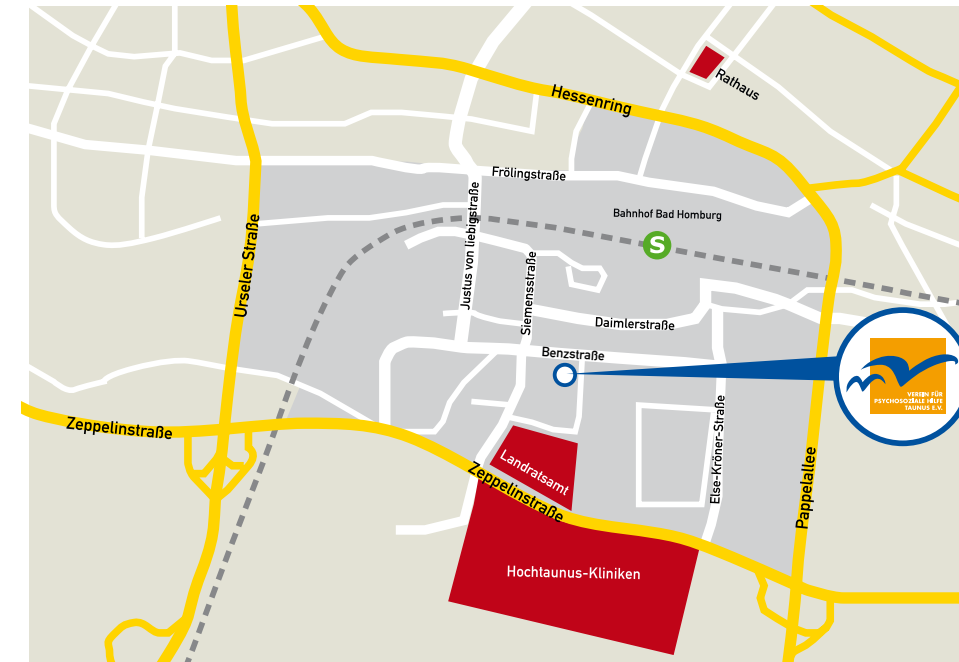 Rathaus
Hessenring
Frölingstraße
Bahnhof Bad Homburg
S
Justus von liebigstraße
Urseler Straße
Siemensstraße
Daimlerstraße
Benzstraße
VEREIN FÜR
PSYCHOSOZIALE HILFE
TAUNUS E.V.
Else-Kröner-Straße
Zeppelinstraße
Pappelallee
Landratsamt
Zeppelinstraße
Hochtaunus-Kliniken